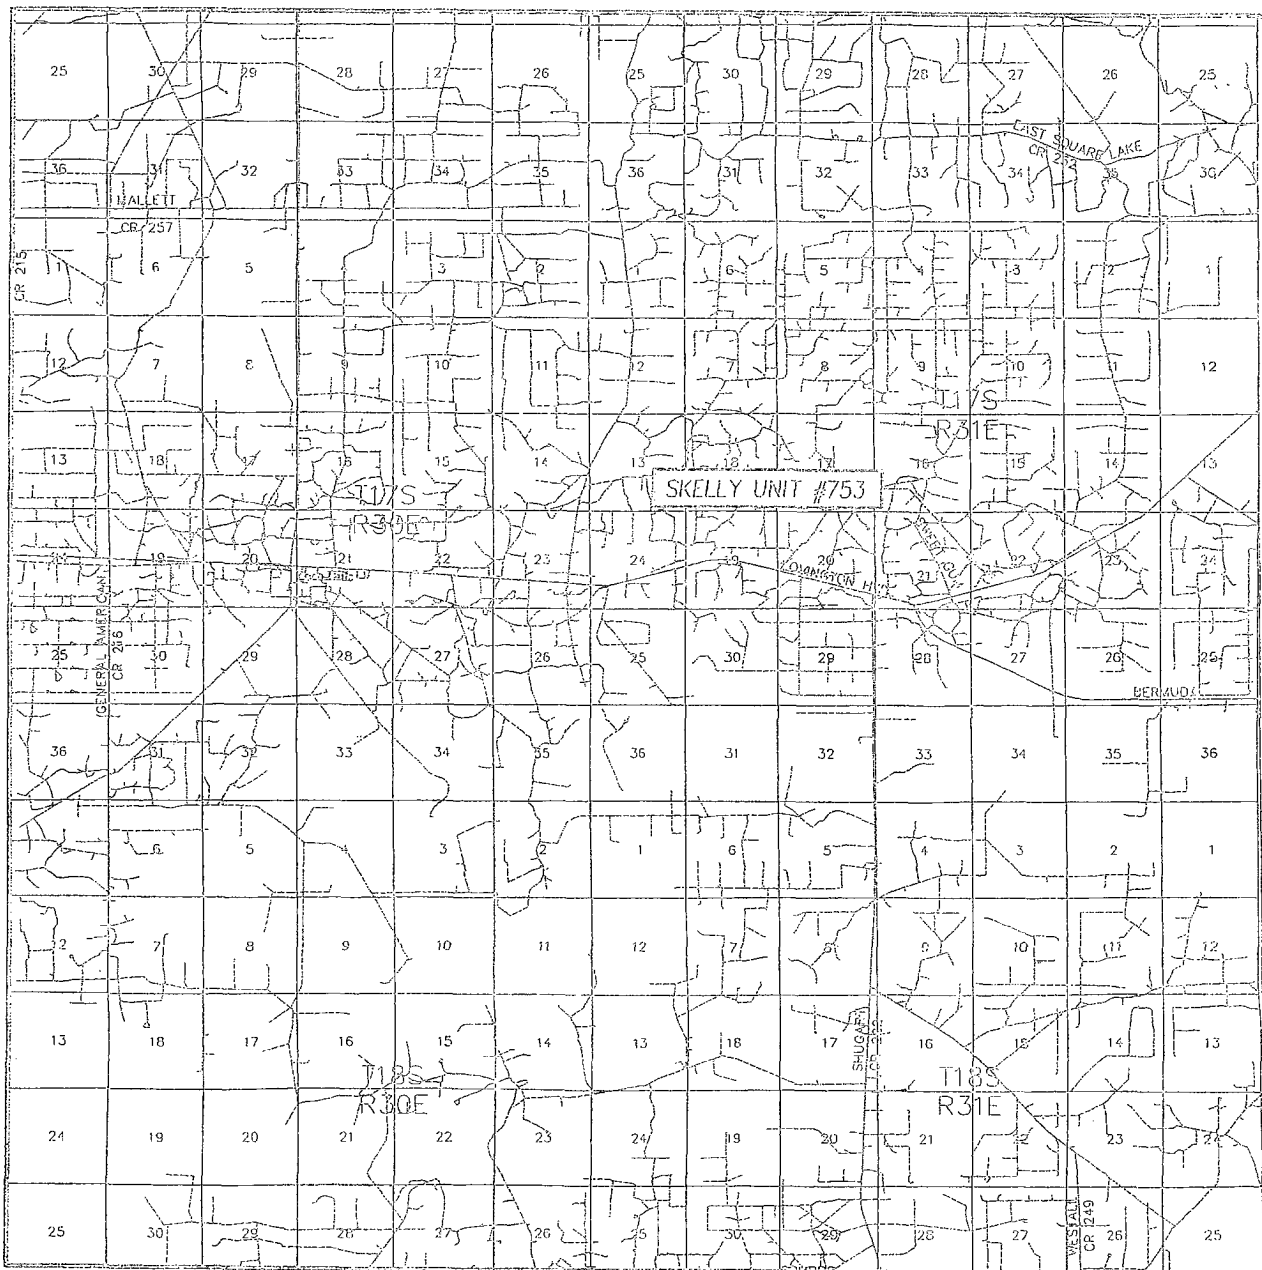 25 30 29 28 27 26 25 30 29 28 27 26 25
EAST SQUARE LAKE
CR 232
36 31 32 33 34 35 36 31 32 33 34 35 36
MALLETT
CR 257
CR 215
1 6 5 3 2 1 6 5 4 3 2 1
12 7 8 9 10 11 12 7 8 9 10 11 12
T17S
R31E
13 18 17 16 15 14 13 18 17 16 15 14 13
SKELLY UNIT #753
T17S
R30E
19 20 21 22 23 24 19 20 21 22 23 24
LOVINGTON
GENERAL AMERICAN
CR 216
25 30 29 28 27 26 25 30 29 28 27 26 25
BERMUDA
36 31 32 33 34 35 36 31 32 33 34 35 36
6 5 4 3 2 1 6 5 4 3 2 1
12 7 8 9 10 11 12 7 8 9 10 11 12
13 18 17 16 15 14 13 18 17 16 15 14 13
SHUGART
T18S
R30E
T18S
R31E
24 19 20 21 22 23 24 19 20 21 22 23 24
25 30 29 28 27 26 25 30 29 28 27 26 25
WESTALL
CR 249